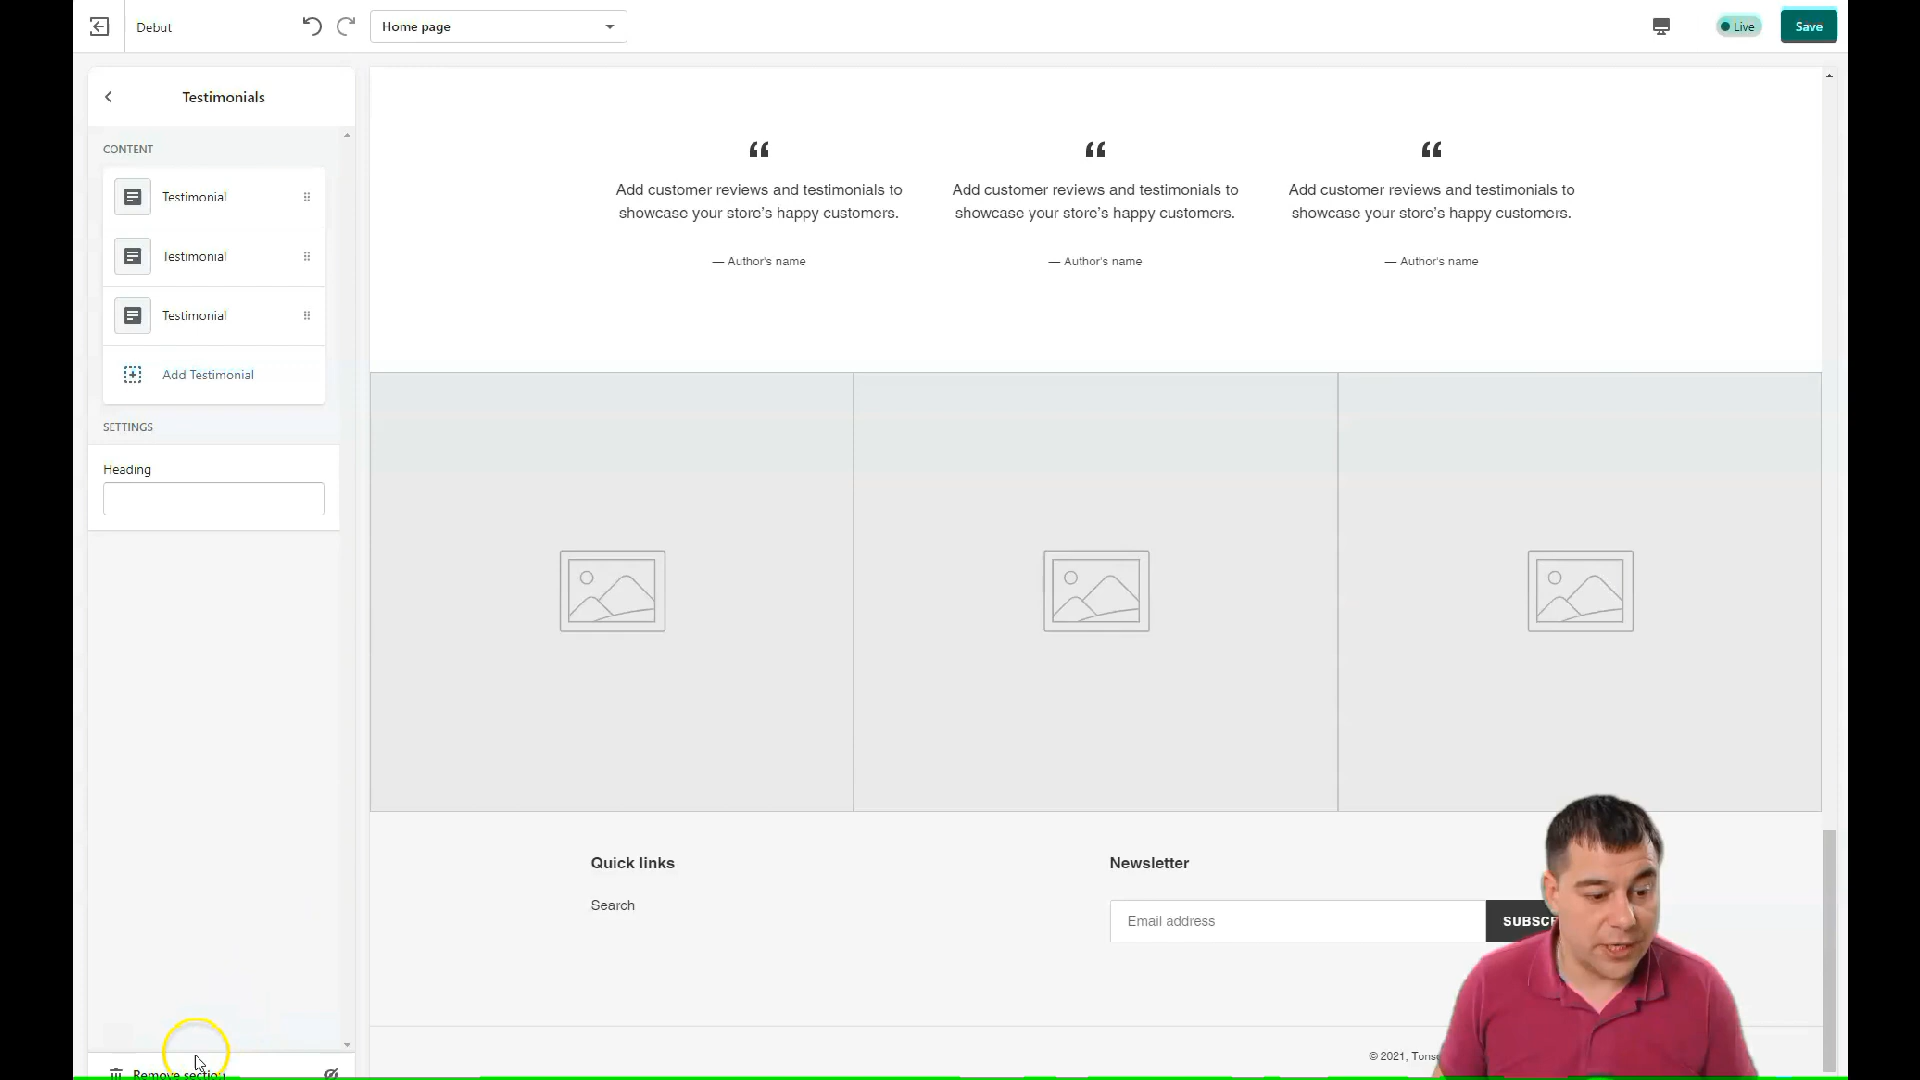 Debut
Home page
Live
Save
Testimonials
CONTENT
Testimonial
Testimonial
Testimonial
Add Testimonial
SETTINGS
Heading
Remove section
“
Add customer reviews and testimonials to
showcase your store’s happy customers.
— Author's name
“
Add customer reviews and testimonials to
showcase your store’s happy customers.
— Author's name
“
Add customer reviews and testimonials to
showcase your store’s happy customers.
— Author's name
Quick links
Search
Newsletter
Email address
© 2021,